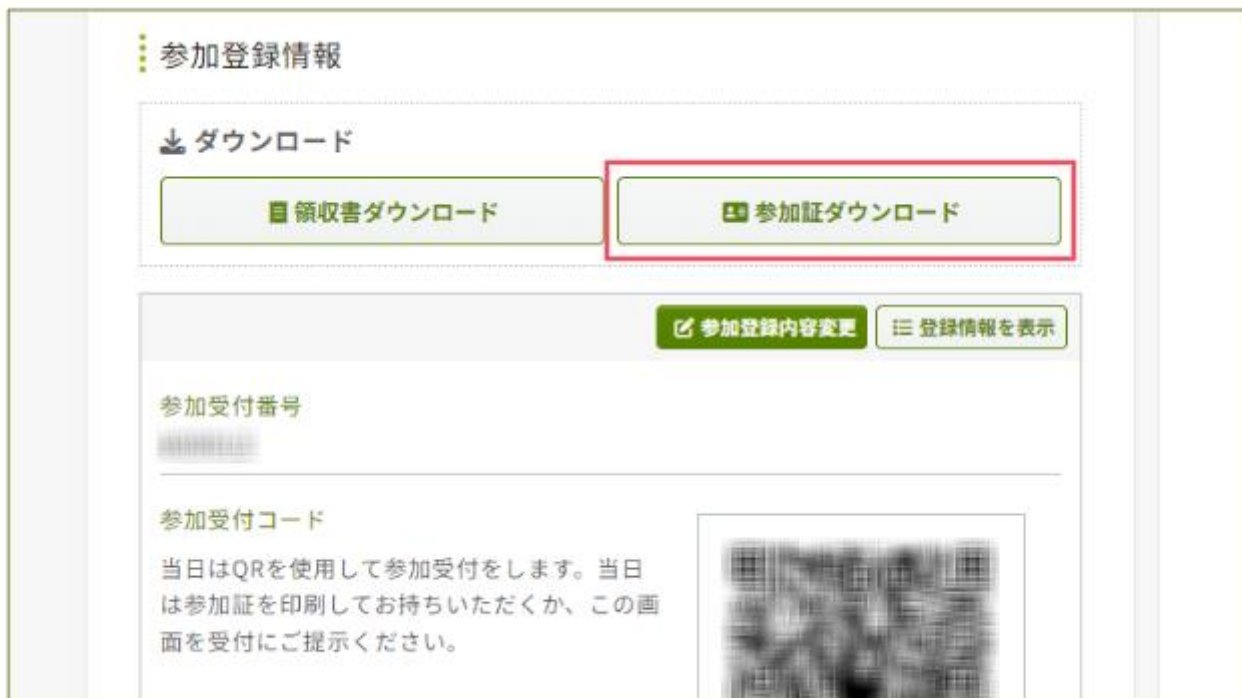 参加登録情報
ダウンロード
領収書ダウンロード
参加証ダウンロード
参加登録内容変更
登録情報を表示
参加受付番号
参加受付コード
当日はQRを使用して参加受付をします。当日
は参加証を印刷してお持ちいただくか、この画
面を受付にご提示ください。